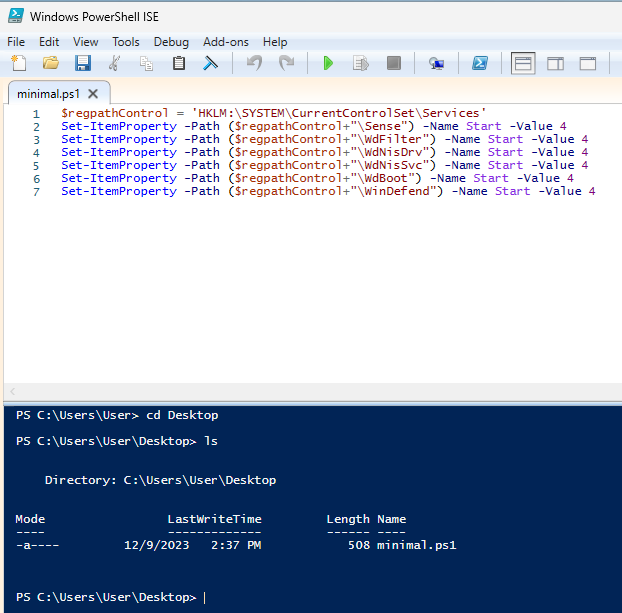 Windows PowerShell ISE
File Edit View Tools Debug Add-ons Help
minimal.ps1
1 $regpathControl = 'HKLM:\SYSTEM\CurrentControlSet\Services'
2 Set-ItemProperty -Path ($regpathControl+"\Sense") -Name Start -Value 4
3 Set-ItemProperty -Path ($regpathControl+"\WdFilter") -Name Start -Value 4
4 Set-ItemProperty -Path ($regpathControl+"\WdNisDrv") -Name Start -Value 4
5 Set-ItemProperty -Path ($regpathControl+"\WdNisSvc") -Name Start -Value 4
6 Set-ItemProperty -Path ($regpathControl+"\WdBoot") -Name Start -Value 4
7 Set-ItemProperty -Path ($regpathControl+"\WinDefend") -Name Start -Value 4
PS C:\Users\User> cd Desktop
PS C:\Users\User\Desktop> ls
Directory: C:\Users\User\Desktop
Mode LastWriteTime Length Name
---- ------------- ------ ----
-a---- 12/9/2023 2:37 PM 508 minimal.ps1
PS C:\Users\User\Desktop>